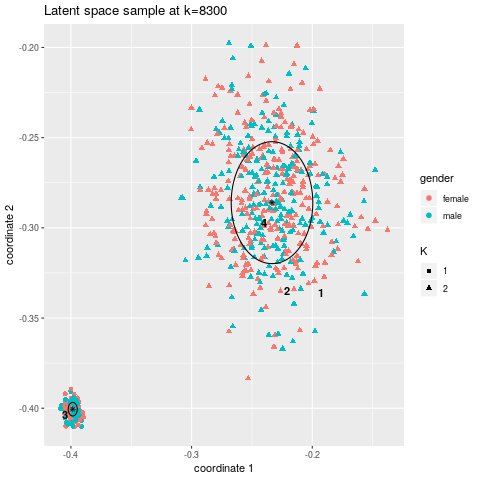 Latent space sample at k=8300
-0.20
-0.25
-0.30
-0.35
-0.40
coordinate 2
4
2
1
3
-0.4
-0.3
-0.2
coordinate 1
gender
female
male
K
1
2